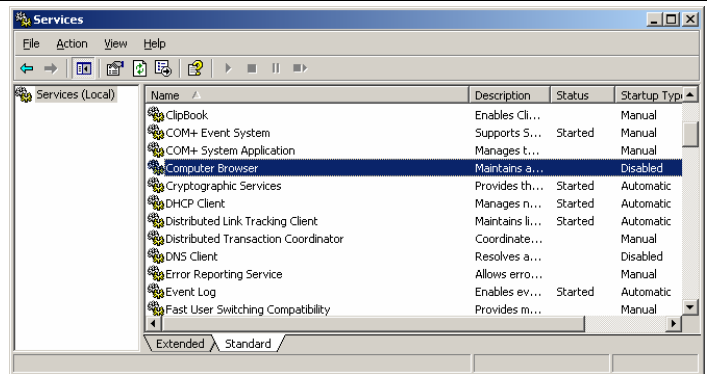 Services
File Action View Help
Services (Local)
Name Description Status Startup Typ
ClipBook Enables Cli... Manual
COM+ Event System Supports S... Started Manual
COM+ System Application Manages t... Manual
Computer Browser Maintains a... Disabled
Cryptographic Services Provides th... Started Automatic
DHCP Client Manages n... Started Automatic
Distributed Link Tracking Client Maintains li... Started Automatic
Distributed Transaction Coordinator Coordinate... Manual
DNS Client Resolves a... Disabled
Error Reporting Service Allows erro... Manual
Event Log Enables ev... Started Automatic
Fast User Switching Compatibility Provides m... Manual
Extended Standard